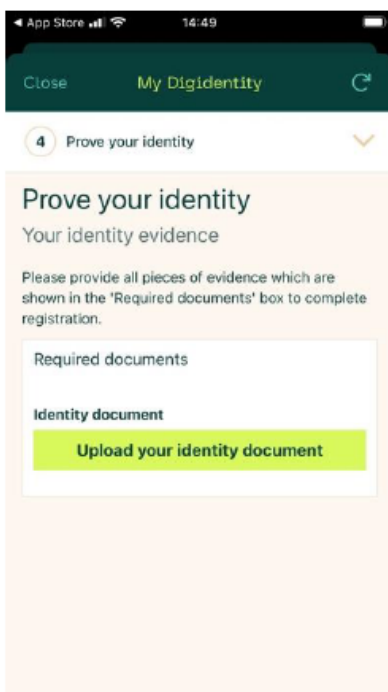 ◀ App Store 14:49
Close My Digidentity
4 Prove your identity
Prove your identity
Your identity evidence
Please provide all pieces of evidence which are
shown in the 'Required documents' box to complete
registration.
Required documents
Identity document
Upload your identity document